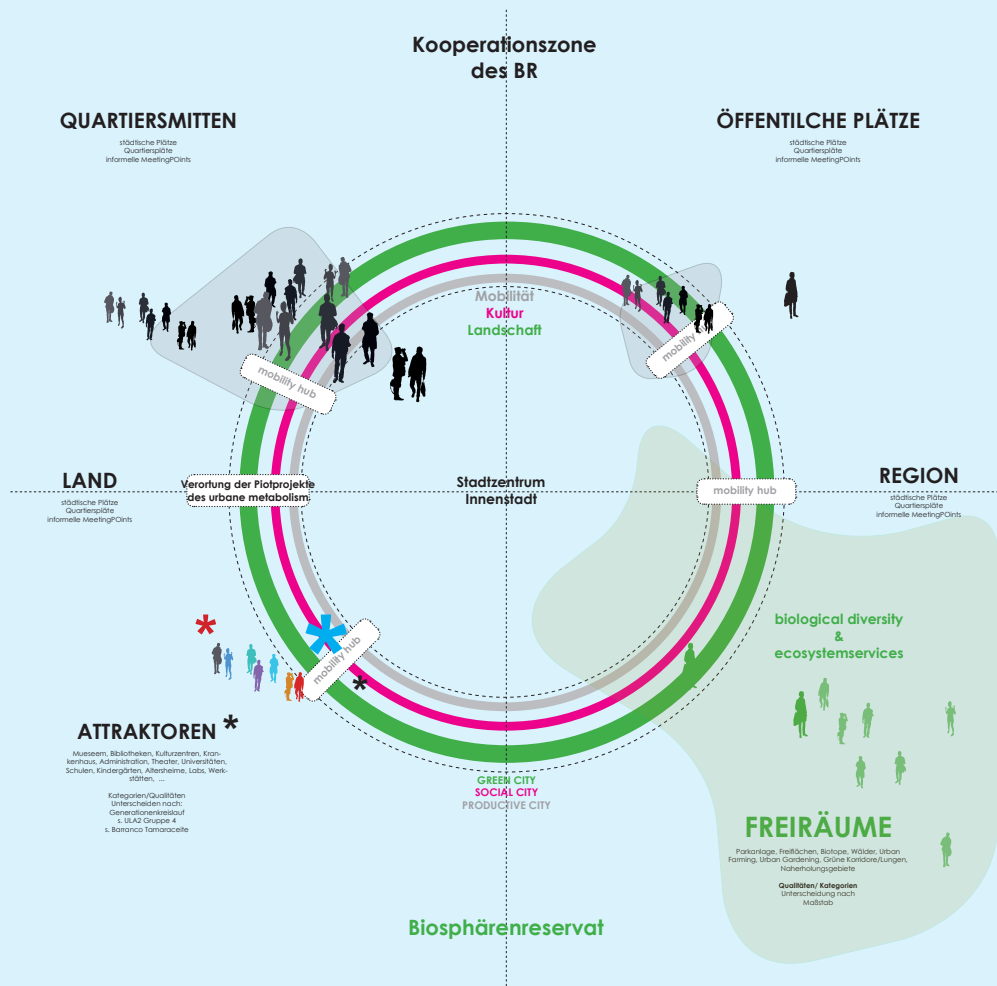 Kooperationszone
des BR
QUARTIERSMITTEN
städtische Plätze
Quartierspläte
informelle MeetingPOints
ÖFFENTILCHE PLÄTZE
städtische Plätze
Quartierspläte
informelle MeetingPOints
Mobilität
Kultur
Landschaft
mobility
mobility hub
LAND
städtische Plätze
Quartierspläte
informelle MeetingPOints
Verortung der Piotprojekte
des urbane metabolism
Stadtzentrum
Innenstadt
mobility hub
REGION
städtische Plätze
Quartierspläte
informelle MeetingPOints
biological diversity
&
ecosystemservices
*
*
mobility hub
*
ATTRAKTOREN *
Mueseem, Bibliotheken, Kulturzentren, Kran-
kenhaus, Administration, Theater, Universitäten,
Schulen, Kindergärten, Altersheime, Labs, Werk-
stätten, ...
Kategorien/Qualitäten
Unterscheiden nach:
Generationenkreislauf
s. ULA2 Gruppe 4
s. Barranco Tamaraceite
GREEN CITY
SOCIAL CITY
PRODUCTIVE CITY
FREIRÄUME
Parkanlage, Freiflächen, Biotope, Wälder, Urban
Farming, Urban Gardening, Grüne Korridore/Lungen,
Naherholungsgebiete
Qualitäten/ Kategorien
Unterscheidung nach
Maßstab
Biosphärenreservat